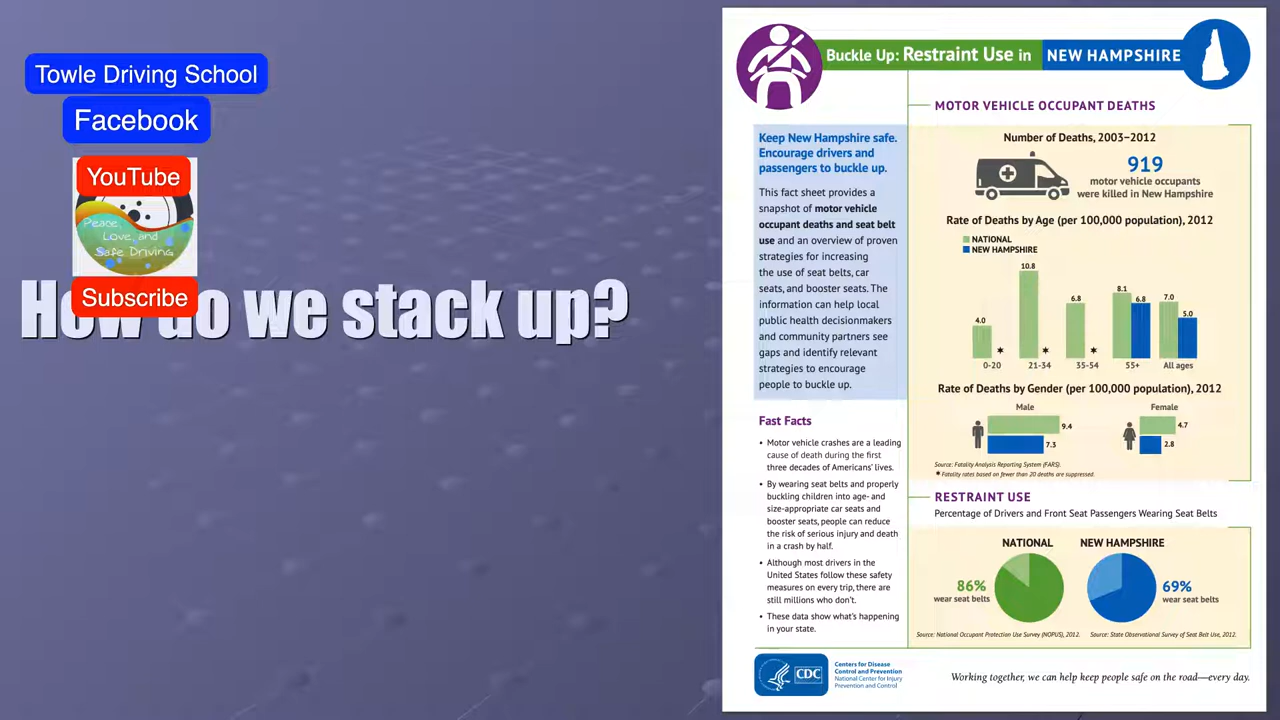 Towle Driving School
Facebook
YouTube
Peace,
Love, and
Safe Driving
Subscribe
How do we stack up?
Buckle Up: Restraint Use in NEW HAMPSHIRE
Keep New Hampshire safe.
Encourage drivers and
passengers to buckle up.
This fact sheet provides a
snapshot of motor vehicle
occupant deaths and seat belt
use and an overview of proven
strategies for increasing
the use of seat belts, car
seats, and booster seats. The
information can help local
public health decisionmakers
and community partners see
gaps and identify relevant
strategies to encourage
people to buckle up.
Fast Facts
• Motor vehicle crashes are a leading
cause of death during the first
three decades of Americans' lives.
• By wearing seat belts and properly
buckling children into age- and
size-appropriate car seats and
booster seats, people can reduce
the risk of serious injury and death
in a crash by half.
• Although most drivers in the
United States follow these safety
measures on every trip, there are
still millions who don't.
• These data show what's happening
in your state.
MOTOR VEHICLE OCCUPANT DEATHS
Number of Deaths, 2003–2012
919
motor vehicle occupants
were killed in New Hampshire
Rate of Deaths by Age (per 100,000 population), 2012
NATIONAL
NEW HAMPSHIRE
4.0 * 10.8 * 6.8 * 8.1 6.8 7.0 5.0
0-20 21-34 35-54 55+ All ages
Rate of Deaths by Gender (per 100,000 population), 2012
Male Female
9.4 4.7
7.3 2.8
Source: Fatality Analysis Reporting System (FARS).
* Fatality rates based on fewer than 20 deaths are suppressed.
RESTRAINT USE
Percentage of Drivers and Front Seat Passengers Wearing Seat Belts
NATIONAL NEW HAMPSHIRE
86% 69%
wear seat belts wear seat belts
Source: National Occupant Protection Use Survey (NOPUS), 2012. Source: State Observational Survey of Seat Belt Use, 2012.
CDC
Centers for Disease
Control and Prevention
National Center for Injury
Prevention and Control
Working together, we can help keep people safe on the road—every day.